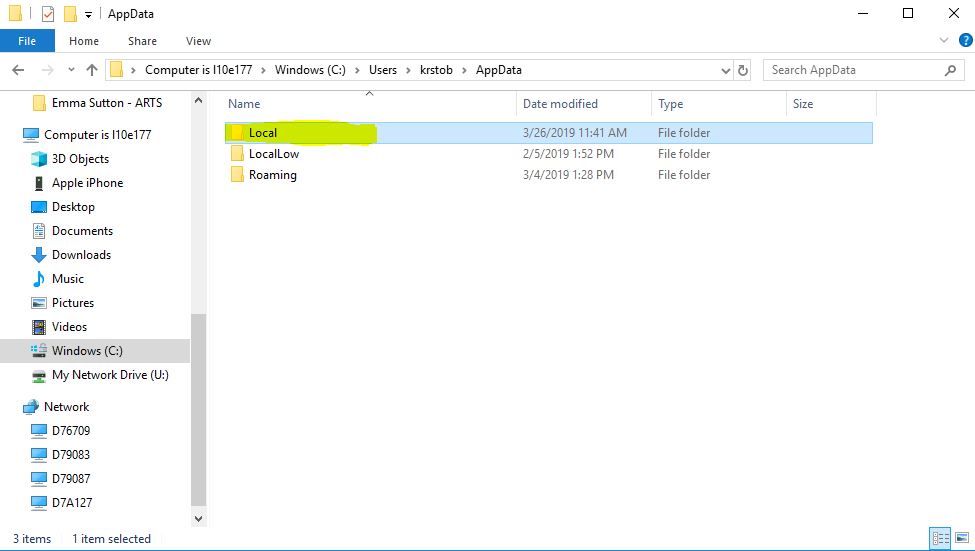 AppData
File Home Share View
Computer is l10e177 Windows (C:) Users krstob AppData Search AppData
Emma Sutton - ARTS
Computer is l10e177
3D Objects
Apple iPhone
Desktop
Documents
Downloads
Music
Pictures
Videos
Windows (C:)
My Network Drive (U:)
Network
D76709
D79083
D79087
D7A127
Name Date modified Type Size
Local 3/26/2019 11:41 AM File folder
LocalLow 2/5/2019 1:52 PM File folder
Roaming 3/4/2019 1:28 PM File folder
3 items 1 item selected